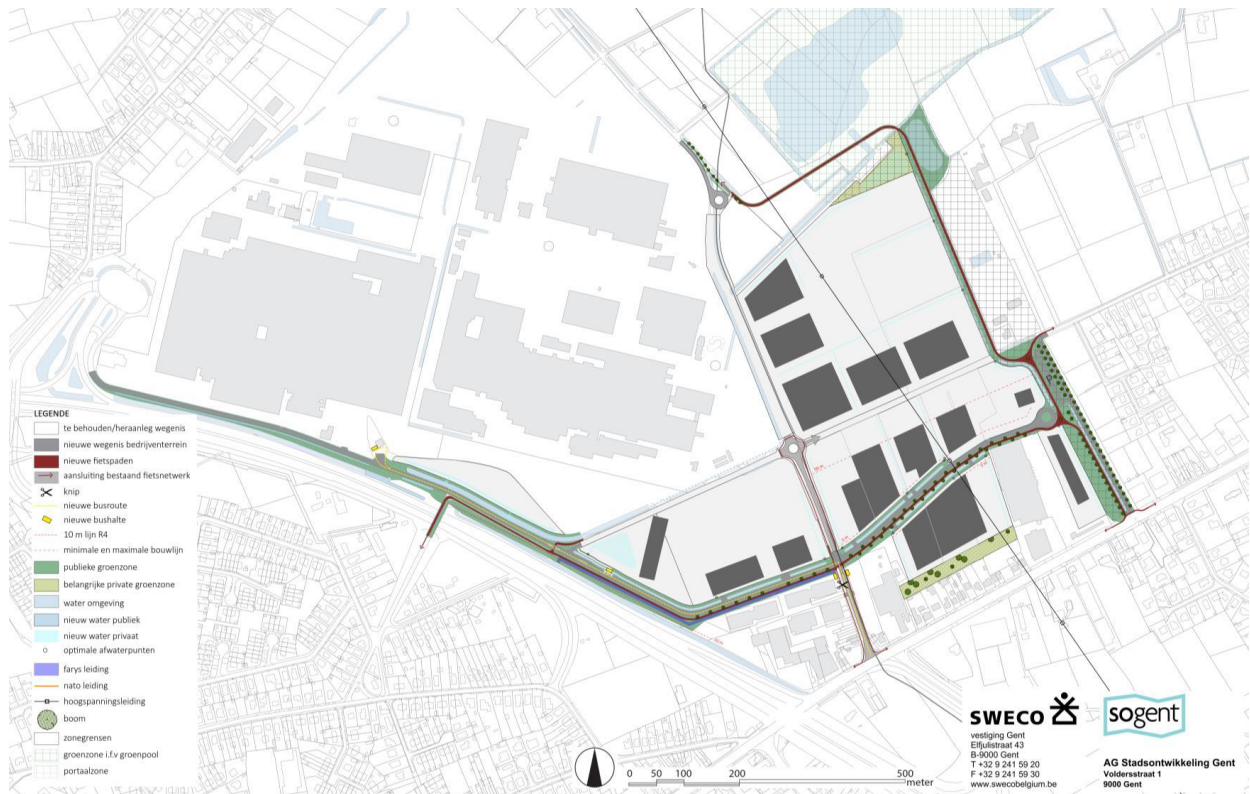 LEGENDE
te behouden/heraanleg wegenis
nieuwe wegenis bedrijventerrein
nieuwe fietspaden
aansluiting bestaand fietsnetwerk
knip
nieuwe busroute
nieuwe bushalte
10 m lijn R4
minimale en maximale bouwlijn
publieke groenzone
belangrijke private groenzone
water omgeving
nieuw water publiek
nieuw water privaat
optimale afwaterpunten
farys leiding
nato leiding
hoogspanningsleiding
boom
zonegrenzen
groenzone i.f.v groenpool
portaalzone
0 50 100 200 500
meter
SWECO
vestiging Gent
Elfjulistraat 43
B-9000 Gent
T +32 9 241 59 20
F +32 9 241 59 30
www.swecobelgium.be
sogent
AG Stadsontwikkeling Gent
Voldersstraat 1
9000 Gent